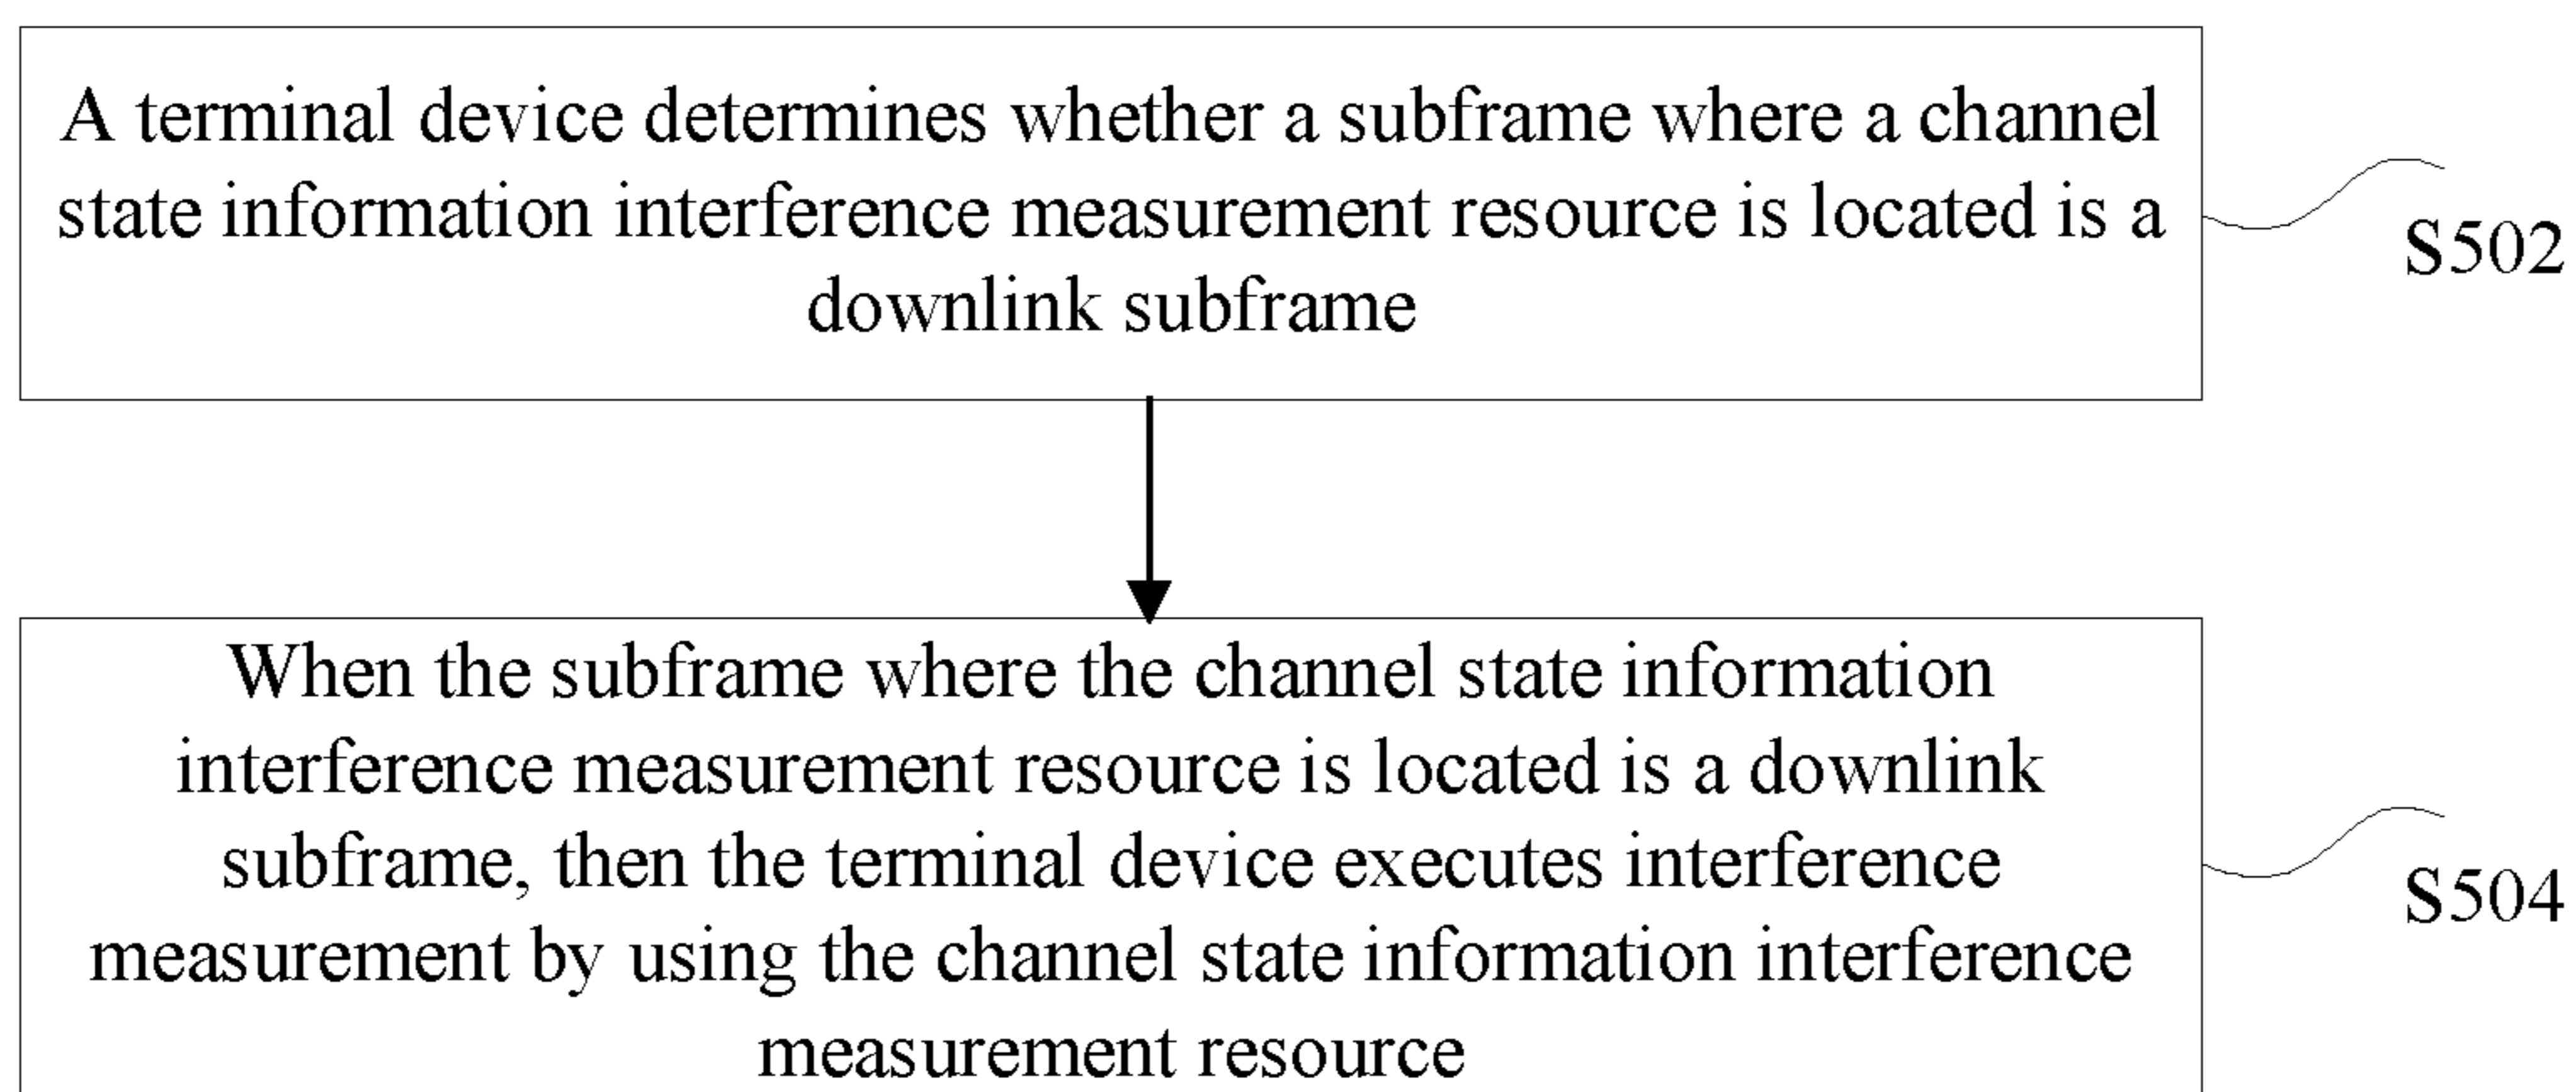 A terminal device determines whether a subframe where a channel
state information interference measurement resource is located is a
downlink subframe
S502
When the subframe where the channel state information
interference measurement resource is located is a downlink
subframe, then the terminal device executes interference
measurement by using the channel state information interference
measurement resource
S504